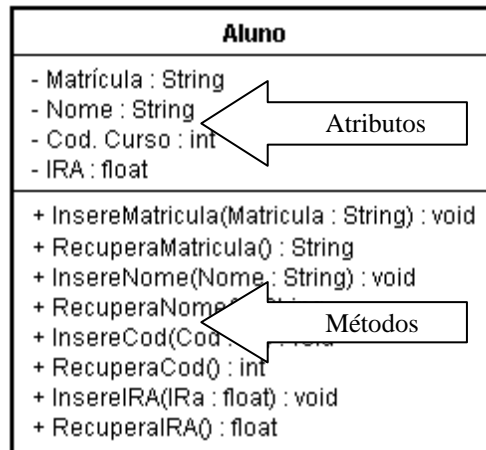 Aluno
- Matrícula : String
- Nome : String
- Cod. Curso : int
- IRA : float
Atributos
+ InsereMatricula(Matricula : String) : void
+ RecuperaMatricula() : String
+ InsereNome(Nome : String) : void
+ RecuperaNome
+ InsereCod(Cod :
+ RecuperaCod() : int
+ InsereIRA(IRa : float) : void
+ RecuperaIRA() : float
Métodos